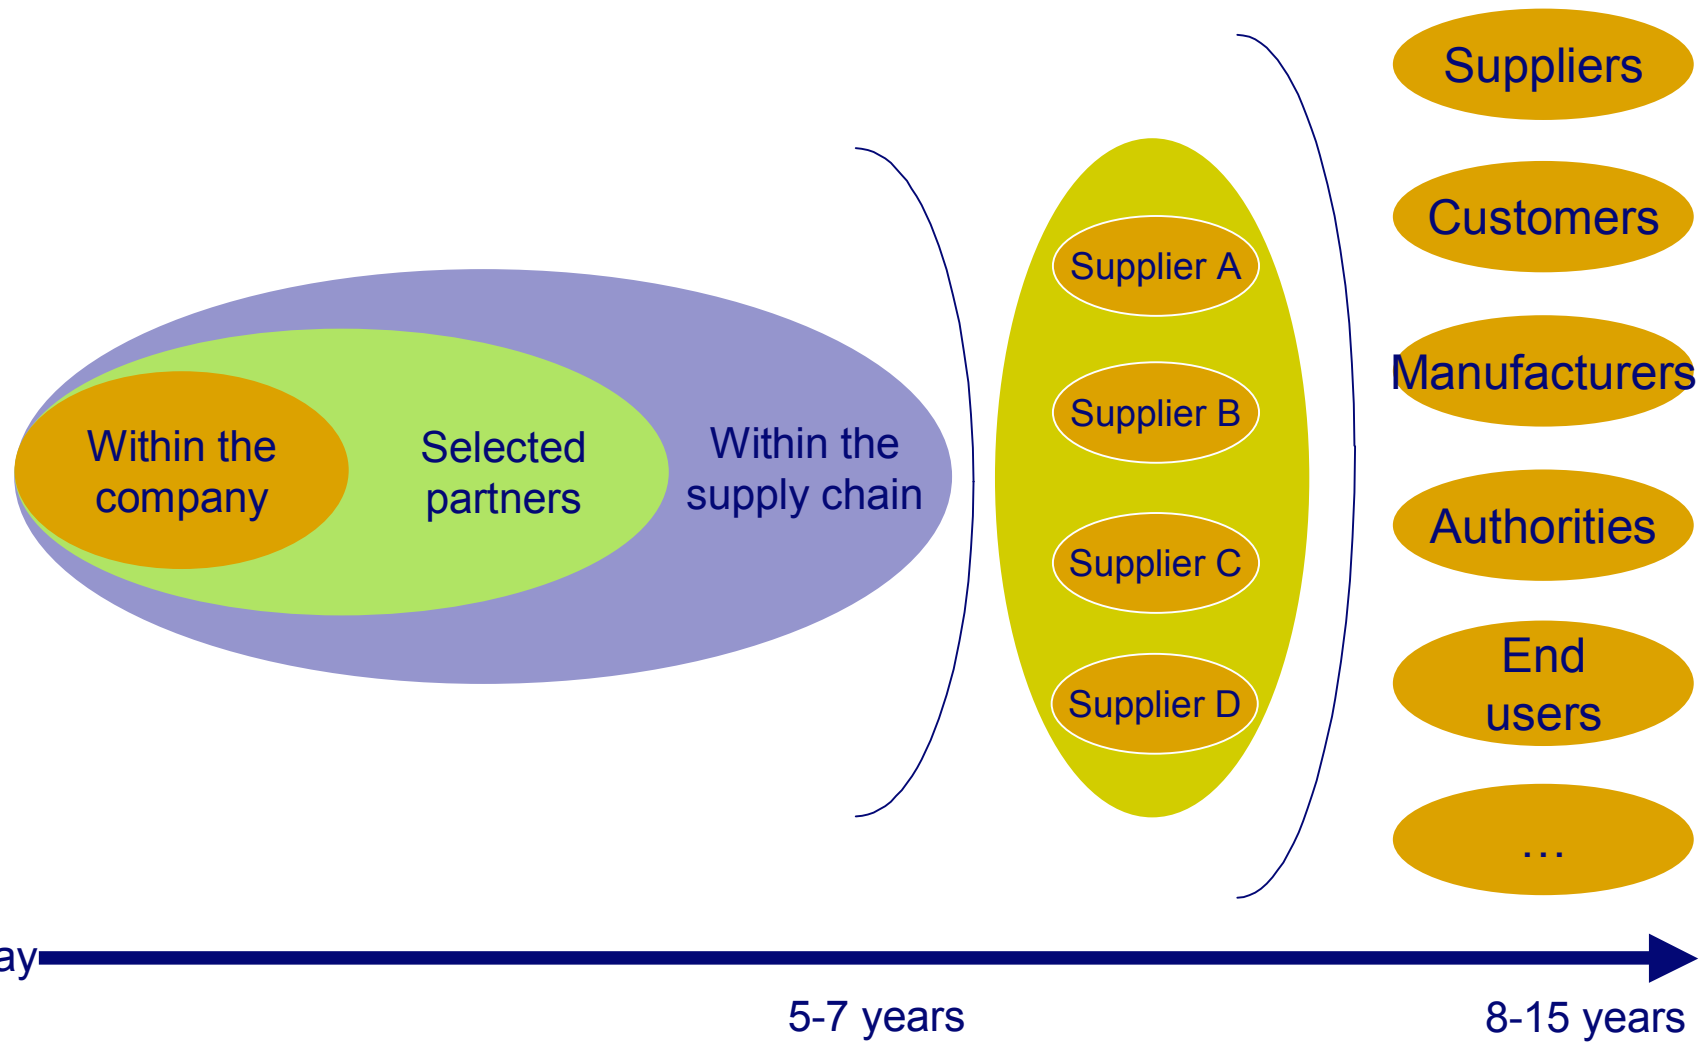 Suppliers
Customers
Manufacturers
Authorities
End
users
…
Supplier A
Supplier B
Supplier C
Supplier D
Within the
company
Selected
partners
Within the
supply chain
ay
5-7 years
8-15 years